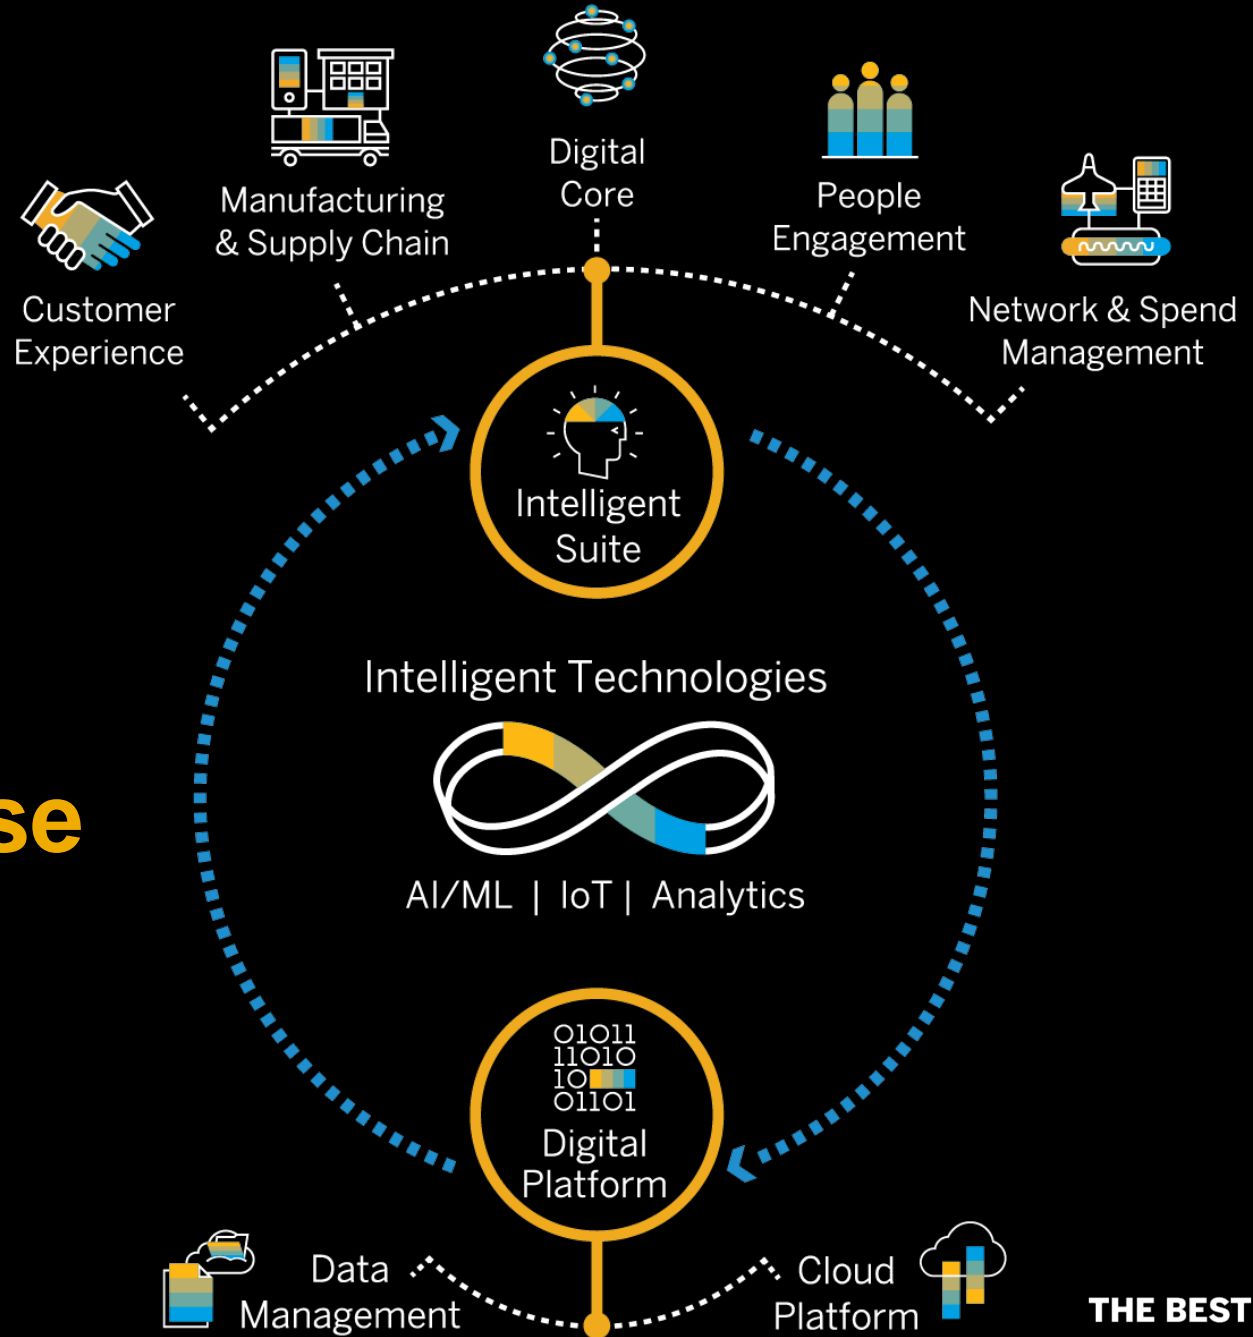 Digital
Core
Manufacturing
& Supply Chain
People
Engagement
Customer
Experience
Network & Spend
Management
Intelligent
Suite
Intelligent Technologies
se
AI/ML | IoT | Analytics
01011
11010
10
01101
Digital
Platform
Data
Management
Cloud
Platform
THE BEST